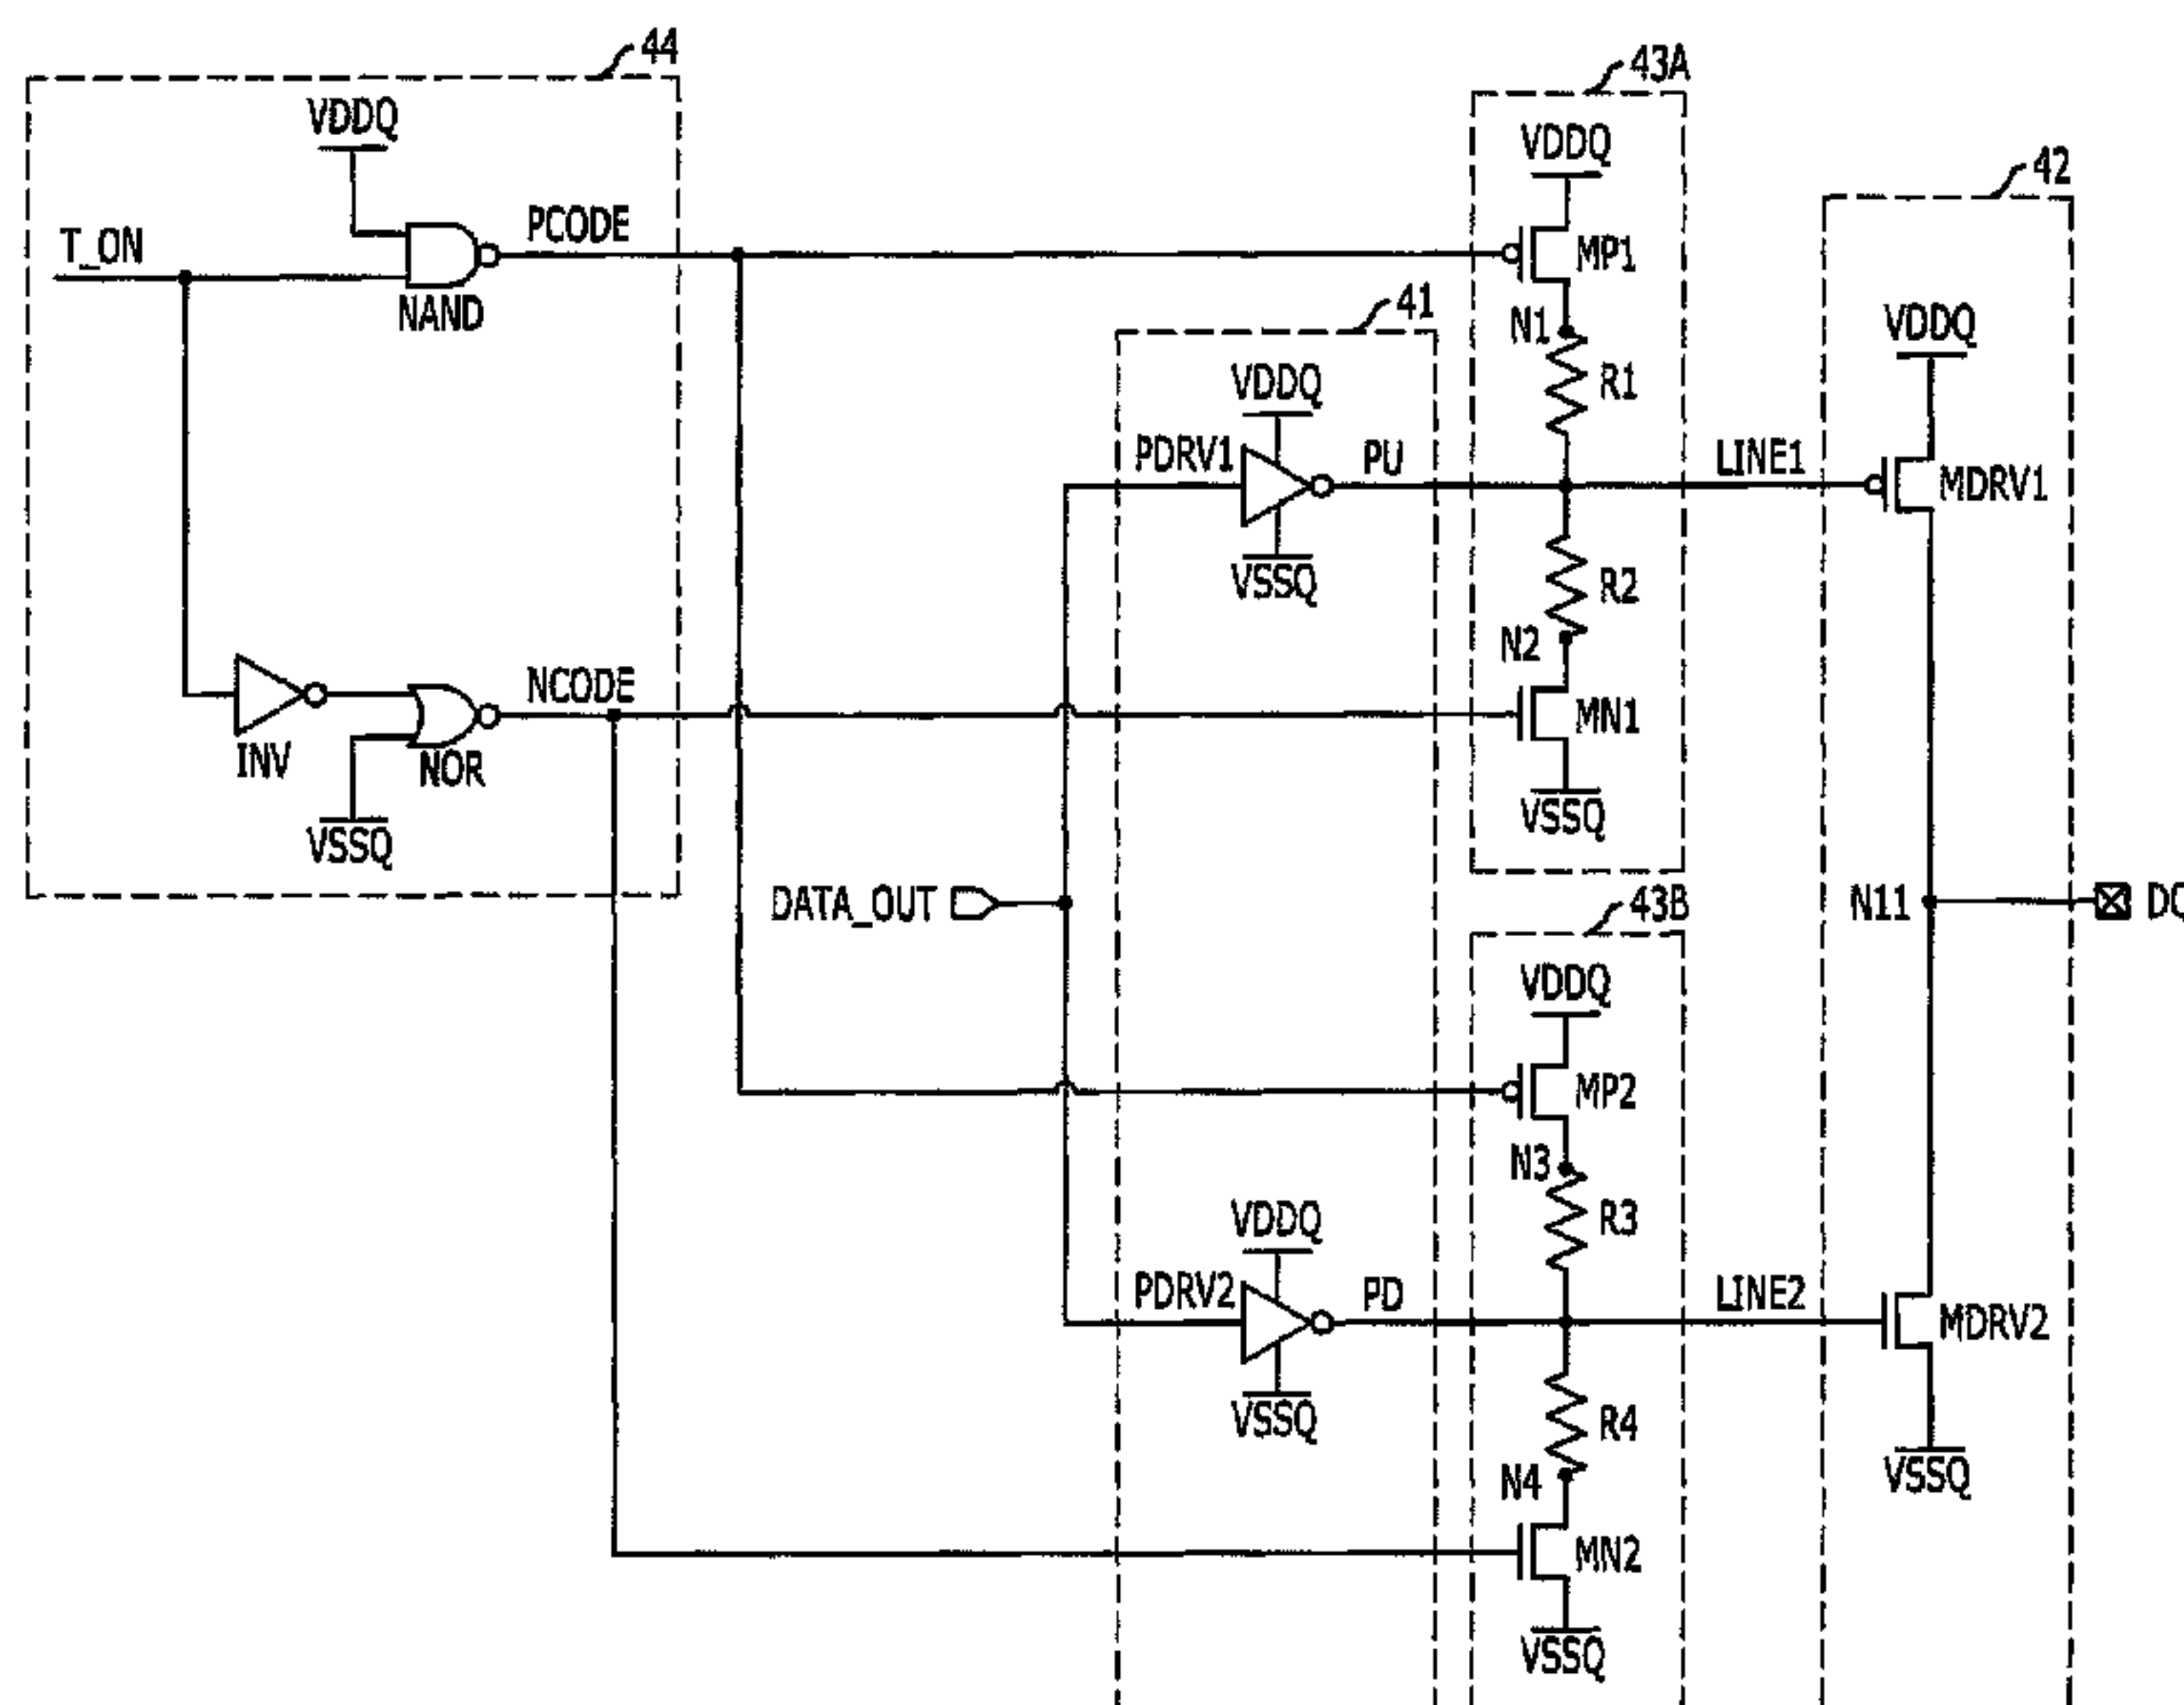 44
VDDQ
T_ON
PCODE
NAND
NCODE
INV
NOR
VSSQ
41
VDDQ
PDRV1
PU
VSSQ
DATA_OUT
VDDQ
PDRV2
PD
VSSQ
43A
VDDQ
MP1
N1
R1
R2
N2
MN1
VSSQ
43B
VDDQ
MP2
N3
R3
R4
N4
MN2
VSSQ
42
VDDQ
LINE1
MDRV1
N11
LINE2
MDRV2
VSSQ